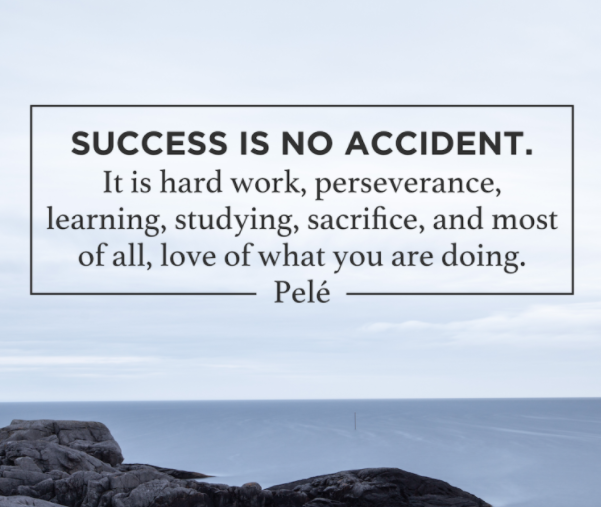 SUCCESS IS NO ACCIDENT.
It is hard work, perseverance,
learning, studying, sacrifice, and most
of all, love of what you are doing.
Pelé